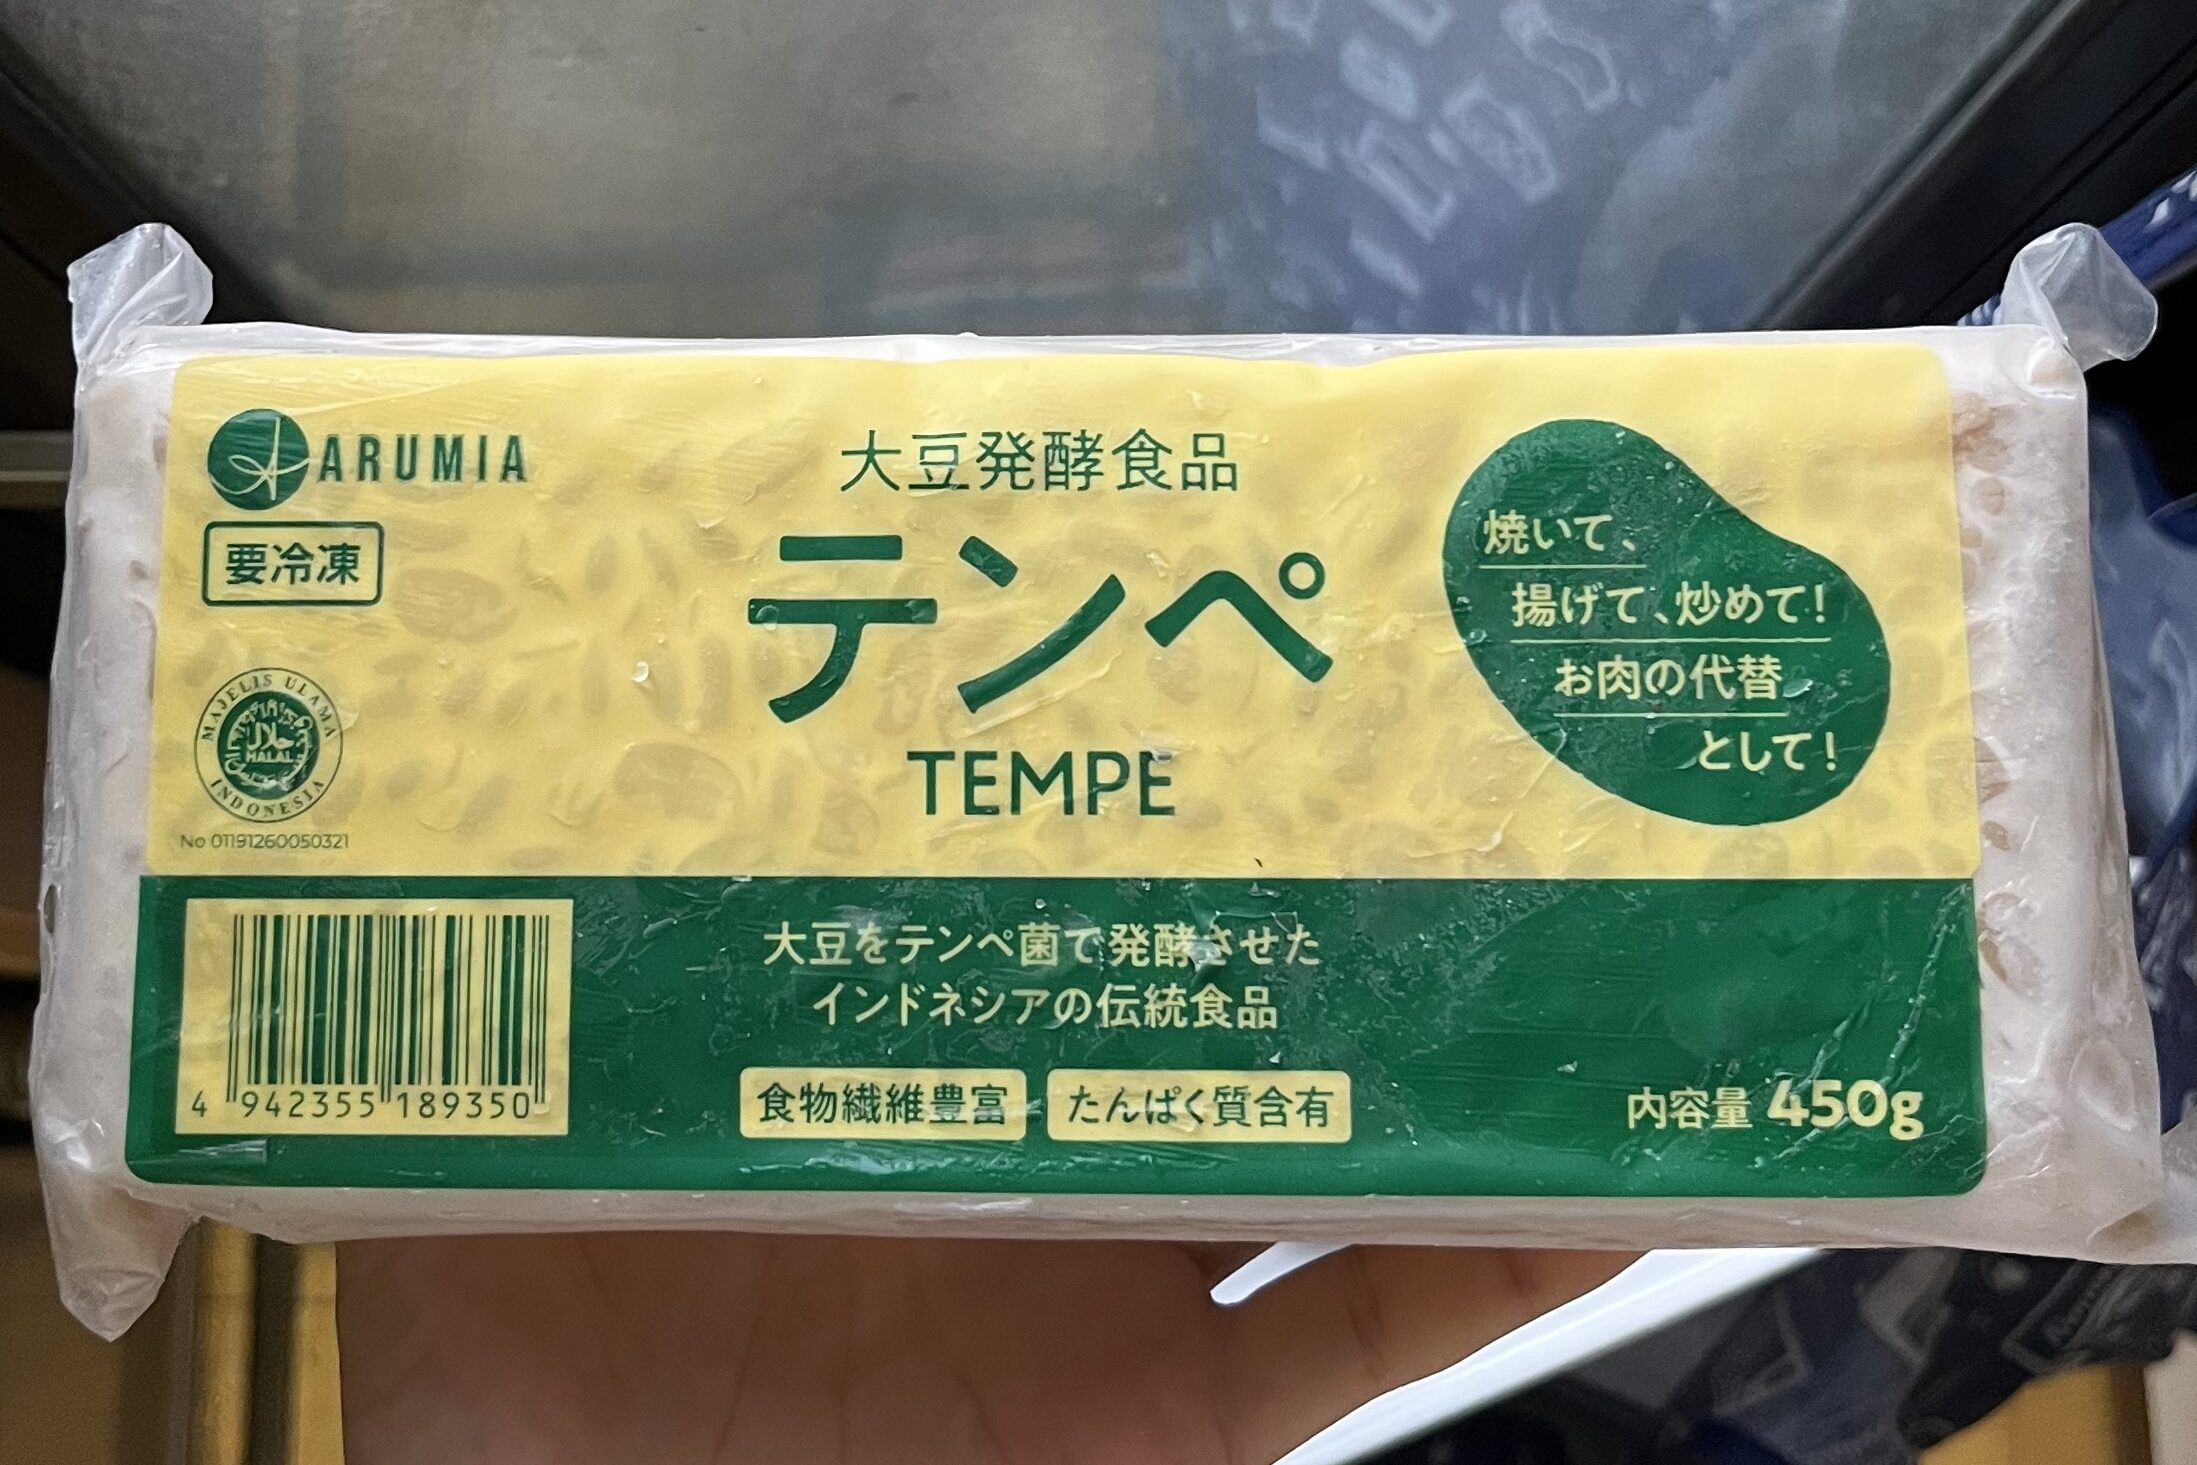 ARUMIA
要冷凍
MAJELIS ULAMA
حلال
HALAL
INDONESIA
No 01191260050321
大豆発酵食品
テンペ
TEMPE
焼いて、
揚げて、炒めて!
お肉の代替
として!
4 942355 189350
大豆をテンペ菌で発酵させた
インドネシアの伝統食品
食物繊維豊富
たんぱく質含有
内容量 450g